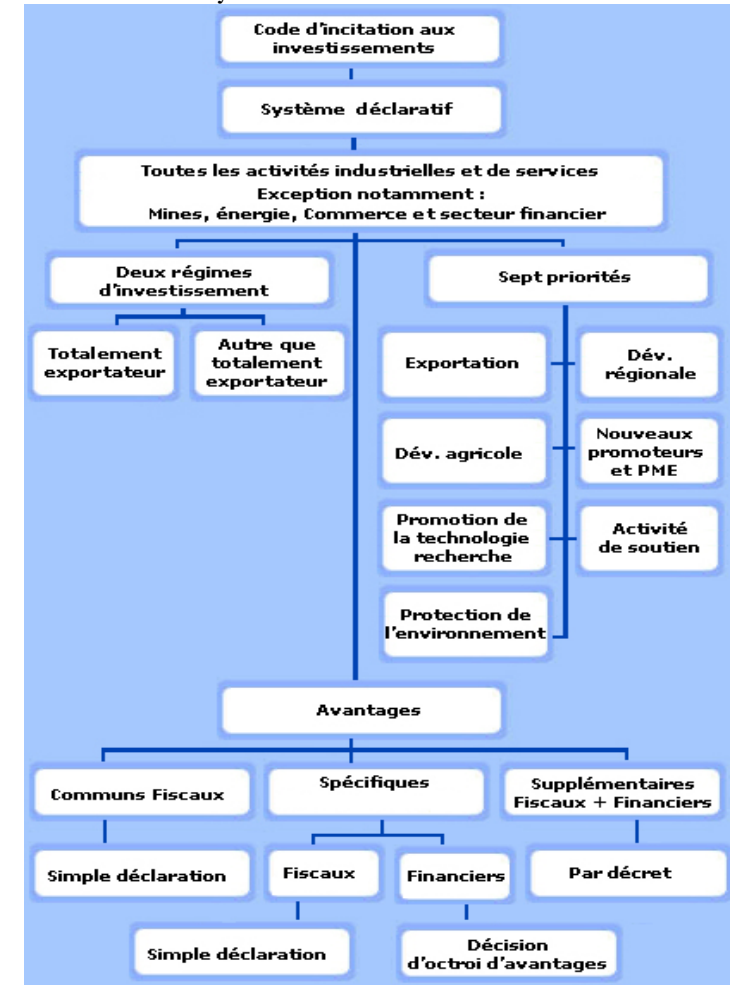 Code d'incitation aux
investissements
Système déclaratif
Toutes les activités industrielles et de services
Exception notamment :
Mines, énergie, Commerce et secteur financier
Deux régimes
d'investissement
Sept priorités
Totalement
exportateur
Autre que
totalement
exportateur
Exportation
Dév.
régionale
Dév. agricole
Nouveaux
promoteurs
et PME
Promotion de
la technologie
recherche
Activité
de soutien
Protection de
l'environnement
Avantages
Communs Fiscaux
Spécifiques
Supplémentaires
Fiscaux + Financiers
Simple déclaration
Fiscaux
Financiers
Par décret
Simple déclaration
Décision
d'octroi d'avantages